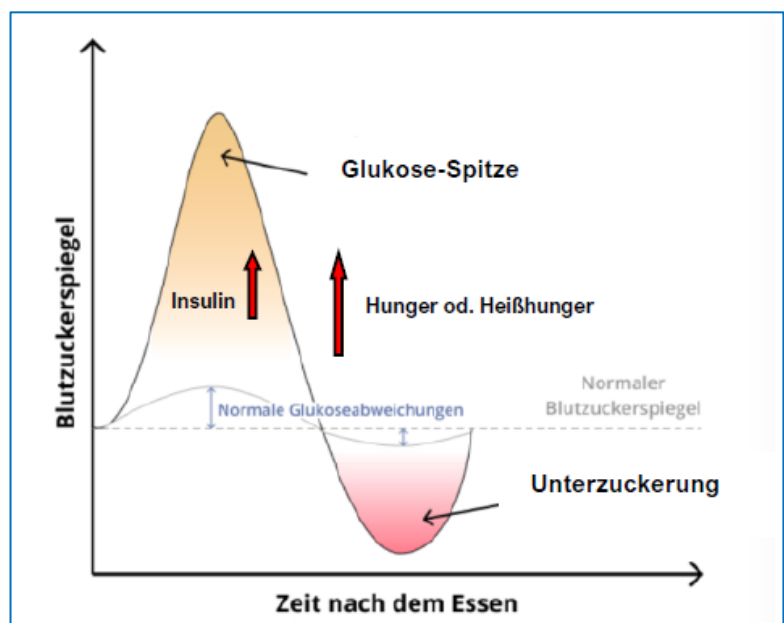 Blutzuckerspiegel
Glukose-Spitze
Insulin
Hunger od. Heißhunger
Normale Glukoseabweichungen
Normaler
Blutzuckerspiegel
Unterzuckerung
Zeit nach dem Essen